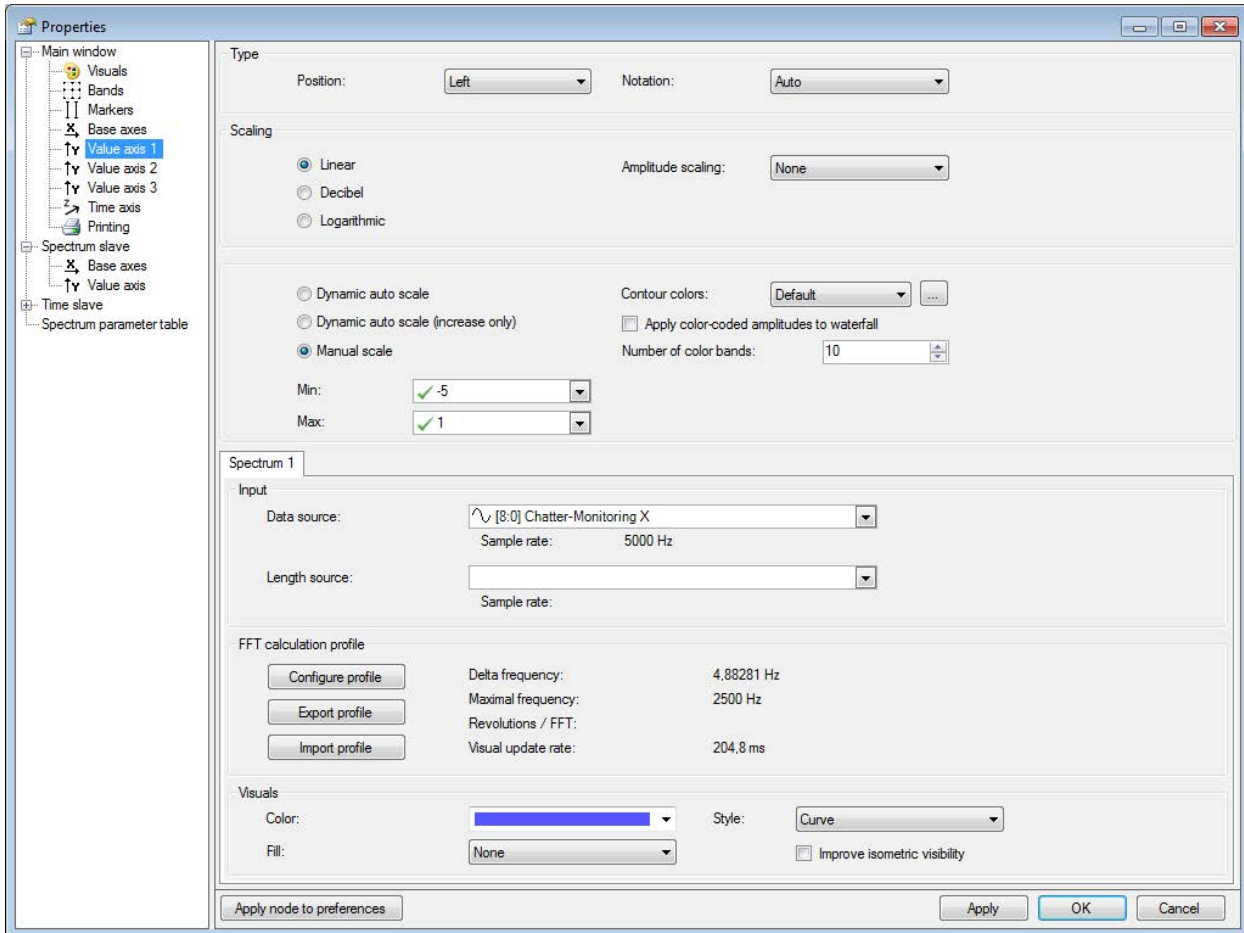 Properties
Main window
Visuals
Bands
Markers
Base axes
Value axis 1
Value axis 2
Value axis 3
Time axis
Printing
Spectrum slave
Base axes
Value axis
Time slave
Spectrum parameter table
Type
Position: Left Notation: Auto
Scaling
Linear Amplitude scaling: None
Decibel
Logarithmic
Dynamic auto scale Contour colors: Default ...
Dynamic auto scale (increase only) Apply color-coded amplitudes to waterfall
Manual scale Number of color bands: 10
Min: -5
Max: 1
Spectrum 1
Input
Data source: [8:0] Chatter-Monitoring X
Sample rate: 5000 Hz
Length source:
Sample rate:
FFT calculation profile
Configure profile Delta frequency: 4,88281 Hz
Maximal frequency: 2500 Hz
Export profile
Revolutions / FFT:
Import profile Visual update rate: 204,8 ms
Visuals
Color: Style: Curve
Fill: None Improve isometric visibility
Apply node to preferences Apply OK Cancel